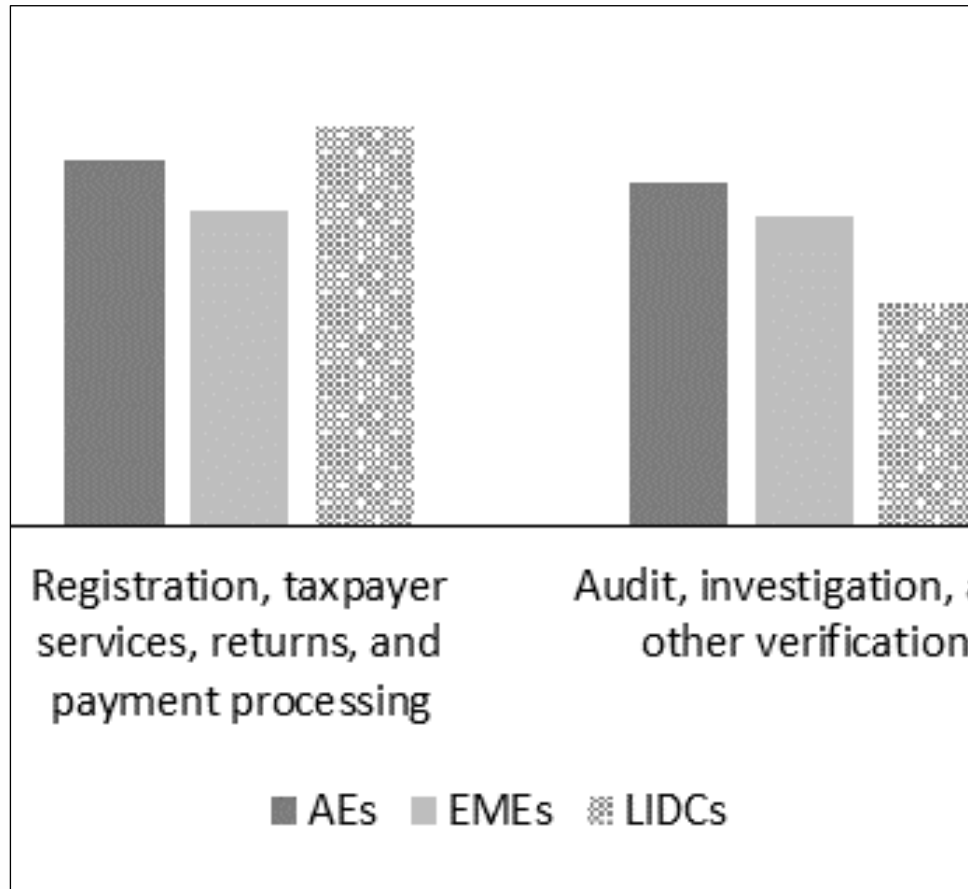 Registration, taxpayer
services, returns, and
payment processing
Audit, investigation,
other verification
AEs EMEs LIDCs